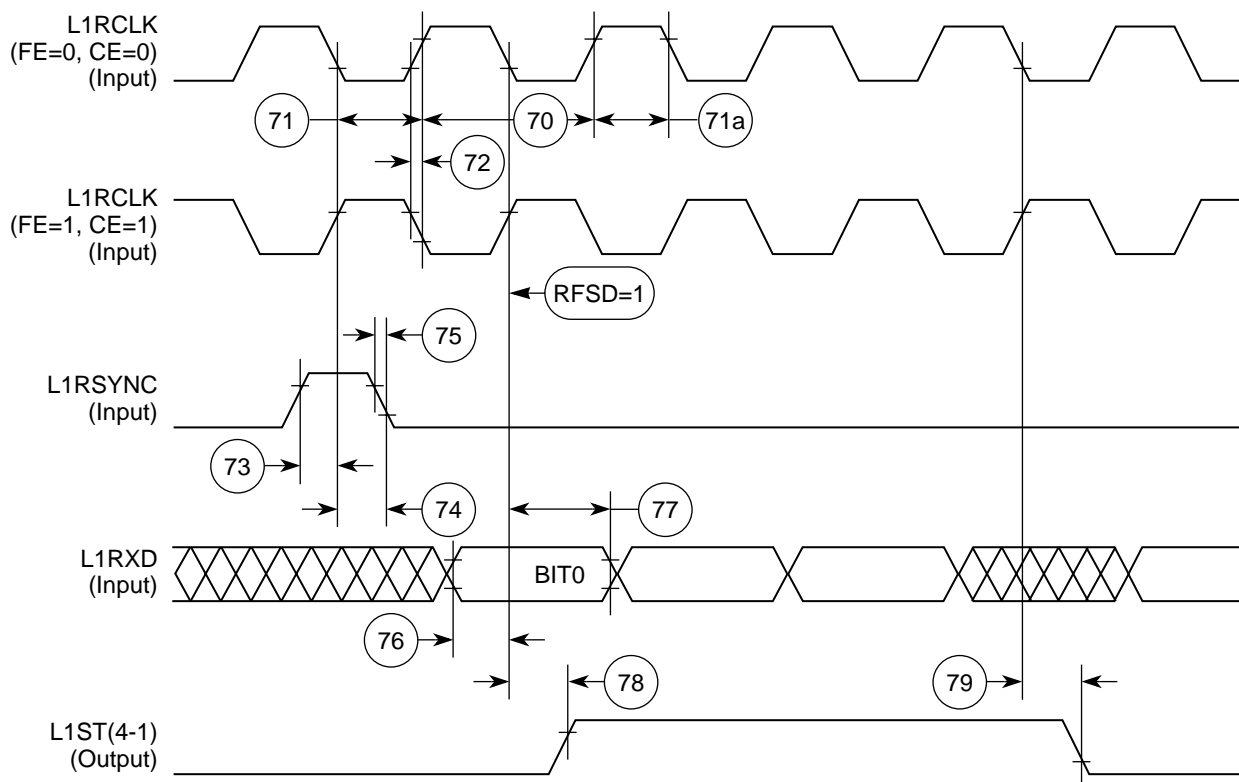 L1RCLK
(FE=0, CE=0)
(Input)
71
70
71a
72
L1RCLK
(FE=1, CE=1)
(Input)
RFSD=1
75
L1RSYNC
(Input)
73
74
77
L1RXD
(Input)
BIT0
76
78
79
L1ST(4-1)
(Output)